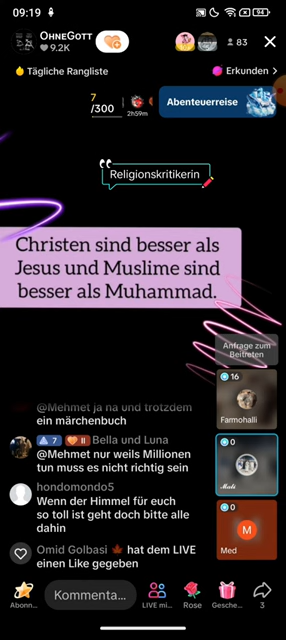 09:19
94
OHNEGOTT
9.2K
83
Tägliche Rangliste
Erkunden >
7
/300
2h59m
Abenteuerreise
Religionskritikerin
Christen sind besser als
Jesus und Muslime sind
besser als Muhammad.
Anfrage zum
Beitreten
16
Farmohalli
@Mehmet ja na und trotzdem
ein märchenbuch
7 II Bella und Luna
@Mehmet nur weils Millionen
tun muss es nicht richtig sein
0
Mali
hondomondo5
Wenn der Himmel für euch
so toll ist geht doch bitte alle
dahin
0
M
Med
Omid Golbasi hat dem LIVE
einen Like gegeben
Abonn...
Kommenta...
LIVE mi...
Rose
Gesche...
3